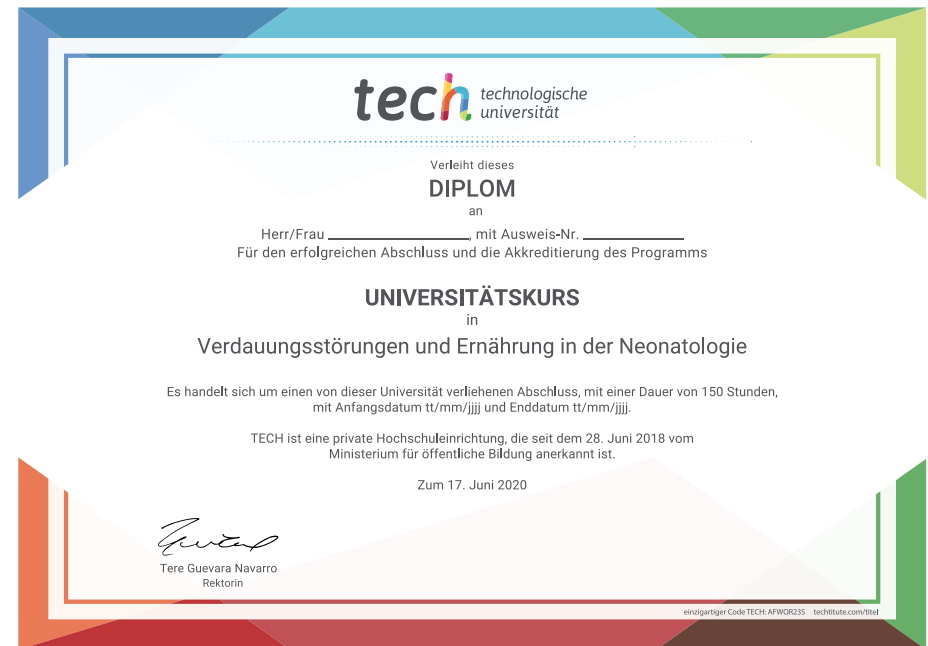 tech technologische
universität
Verleiht dieses
DIPLOM
an
Herr/Frau ____________, mit Ausweis-Nr. ____________
Für den erfolgreichen Abschluss und die Akkreditierung des Programms
UNIVERSITÄTSKURS
in
Verdauungsstörungen und Ernährung in der Neonatologie
Es handelt sich um einen von dieser Universität verliehenen Abschluss, mit einer Dauer von 150 Stunden,
mit Anfangsdatum tt/mm/jjjj und Enddatum tt/mm/jjjj.
TECH ist eine private Hochschuleinrichtung, die seit dem 28. Juni 2018 vom
Ministerium für öffentliche Bildung anerkannt ist.
Zum 17. Juni 2020
Tere Guevara Navarro
Rektorin
einzigartiger Code TECH: AFWOR23S techtitute.com/titel